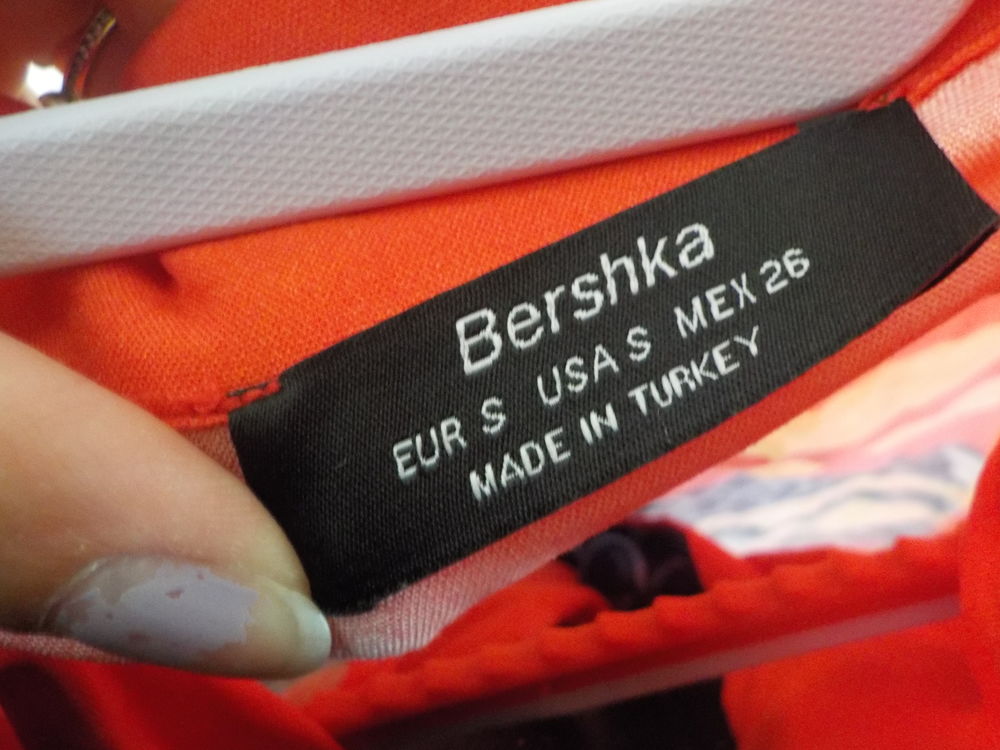 Bershka
EUR S USA S MEX 26
MADE IN TURKEY